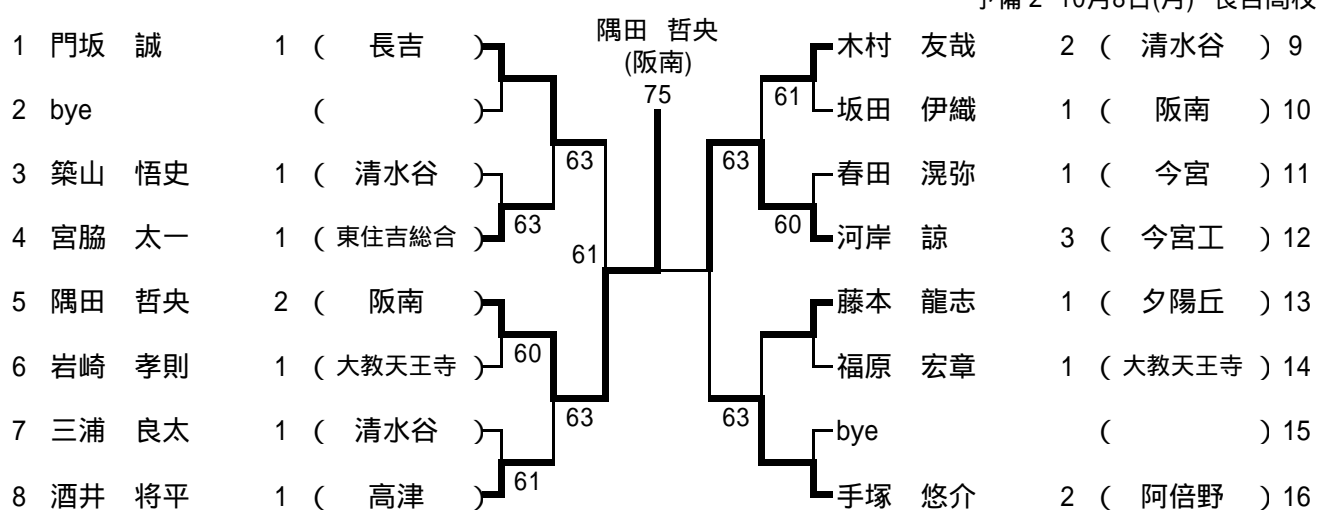 10月8日(月)
1 門坂 誠 1 ( 長吉 )
2 bye ( )
3 築山 悟史 1 ( 清水谷 )
4 宮脇 太一 1 ( 東住吉総合 )
5 隅田 哲央 2 ( 阪南 )
6 岩崎 孝則 1 ( 大教天王寺 )
7 三浦 良太 1 ( 清水谷 )
8 酒井 将平 1 ( 高津 )
63
63
61
60
63
61
隅田 哲央
(阪南)
75
61
63
60
63
木村 友哉 2 ( 清水谷 ) 9
坂田 伊織 1 ( 阪南 ) 10
春田 滉弥 1 ( 今宮 ) 11
河岸 諒 3 ( 今宮工 ) 12
藤本 龍志 1 ( 夕陽丘 ) 13
福原 宏章 1 ( 大教天王寺 ) 14
bye ( ) 15
手塚 悠介 2 ( 阿倍野 ) 16